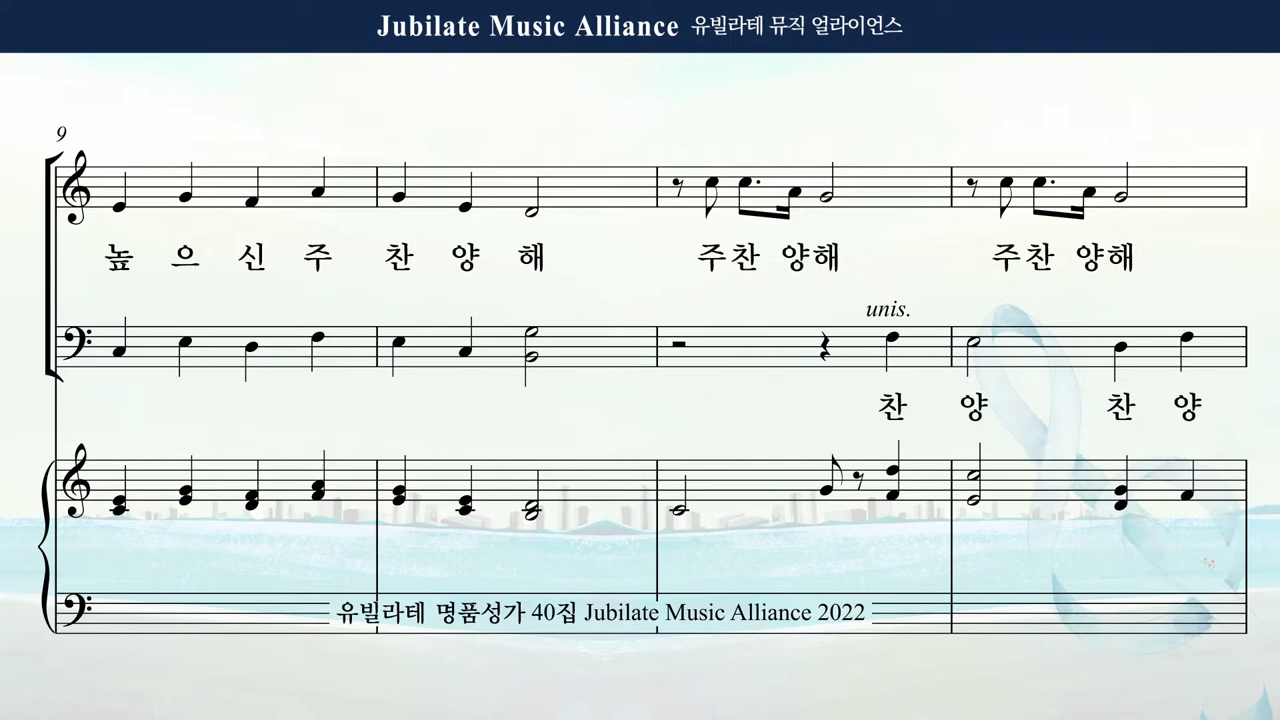 Jubilate Music Alliance 유빌라테 뮤직 얼라이언스
9
높 으 신 주 찬 양 해 주찬 양해 주찬 양해
unis.
찬 양 찬 양
유빌라테 명품성가 40집 Jubilate Music Alliance 2022